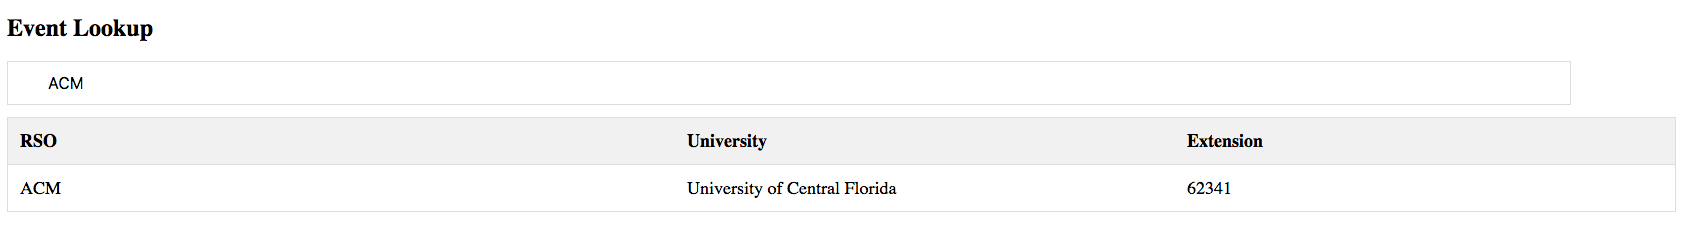 Event Lookup
ACM
RSO University Extension
ACM University of Central Florida 62341